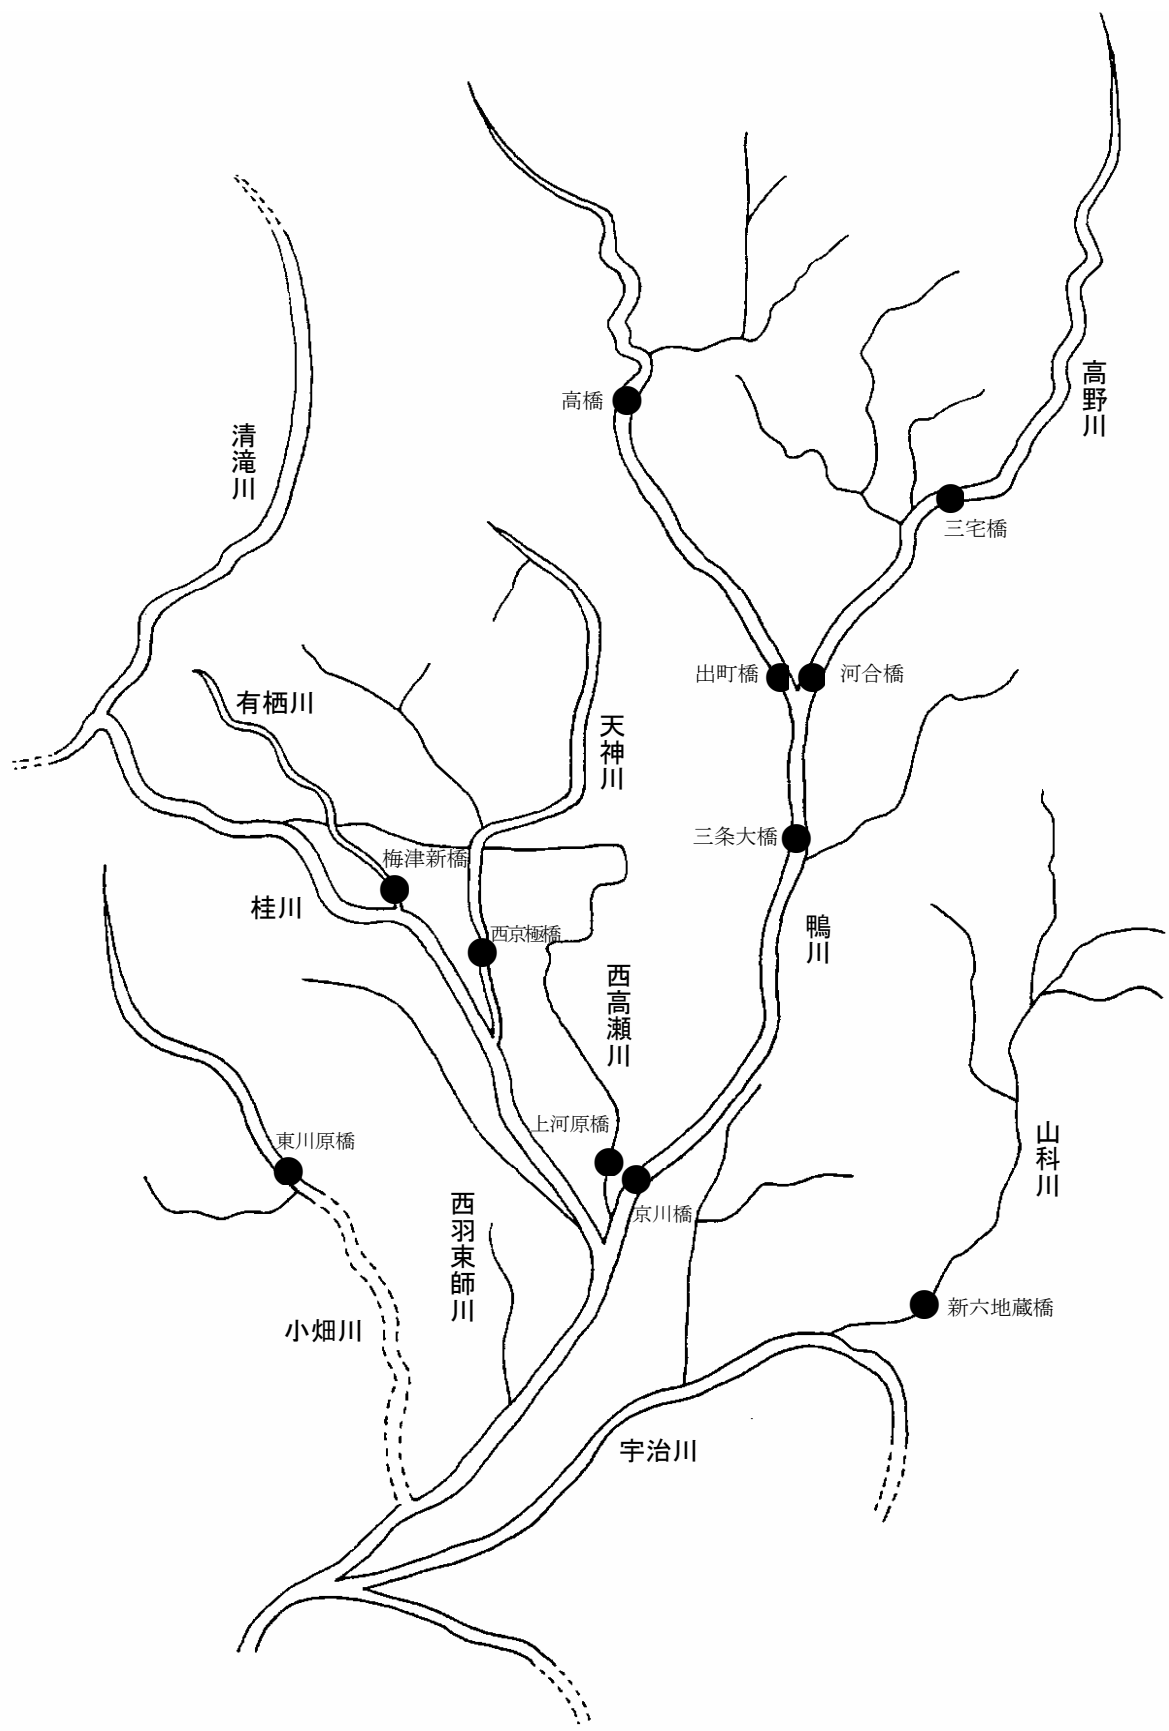 高野川
高橋
清滝川
三宅橋
出町橋
河合橋
有栖川
天神川
三条大橋
梅津新橋
桂川
鴨川
西京極橋
西高瀬川
上河原橋
東川原橋
山科川
西羽束師川
京川橋
新六地蔵橋
小畑川
宇治川